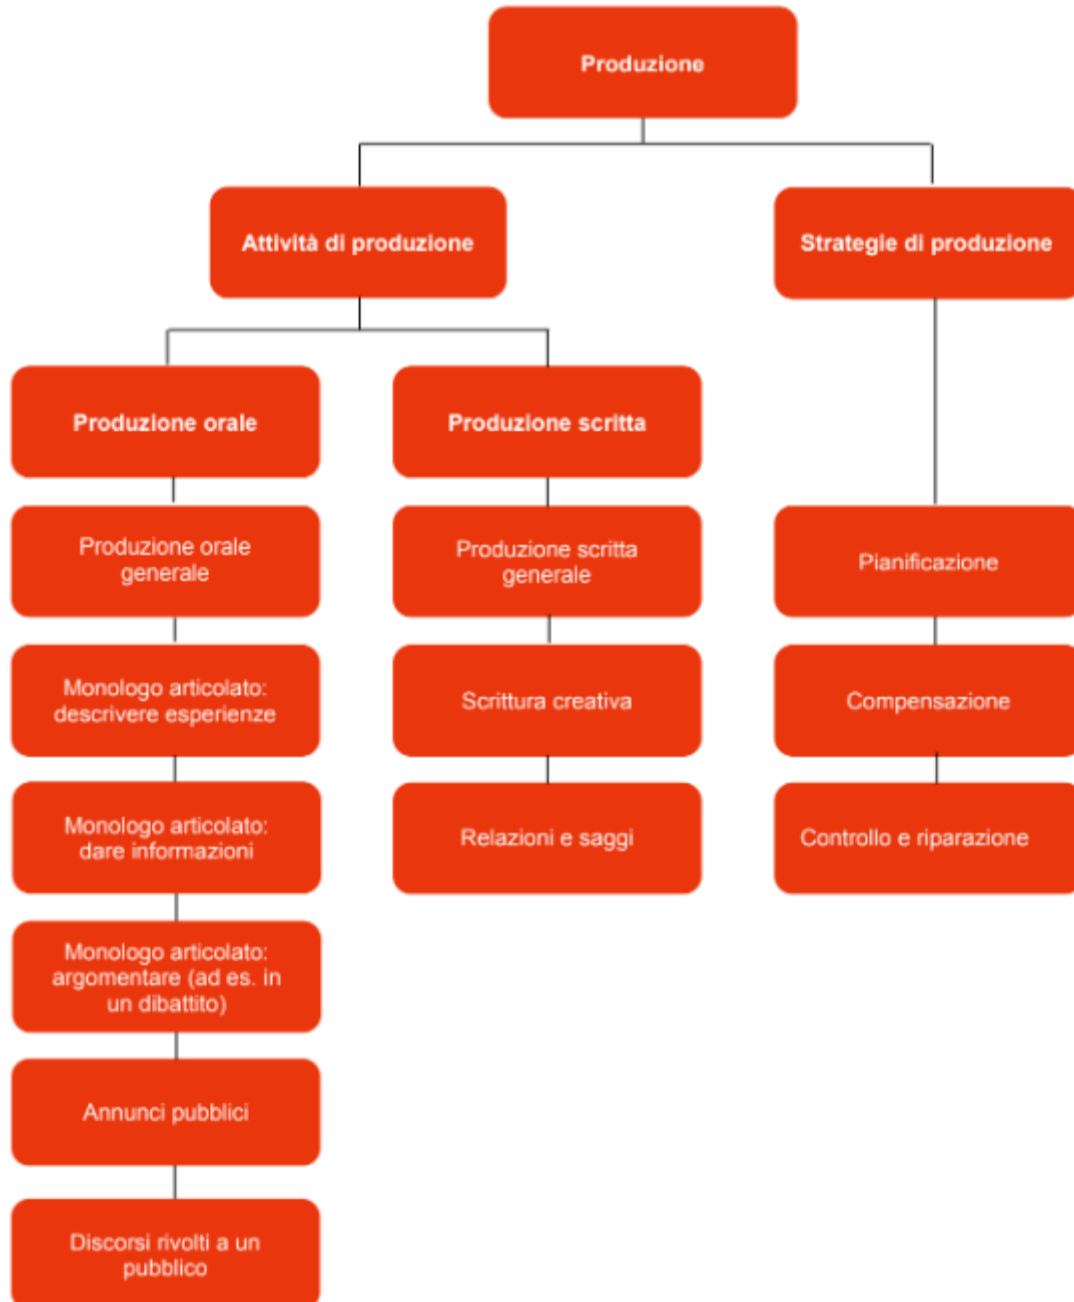 Produzione
Attività di produzione
Strategie di produzione
Produzione orale
Produzione scritta
Produzione orale
generale
Produzione scritta
generale
Pianificazione
Monologo articolato:
descrivere esperienze
Scrittura creativa
Compensazione
Monologo articolato:
dare informazioni
Relazioni e saggi
Controllo e riparazione
Monologo articolato:
argomentare (ad es. in
un dibattito)
Annunci pubblici
Discorsi rivolti a un
pubblico